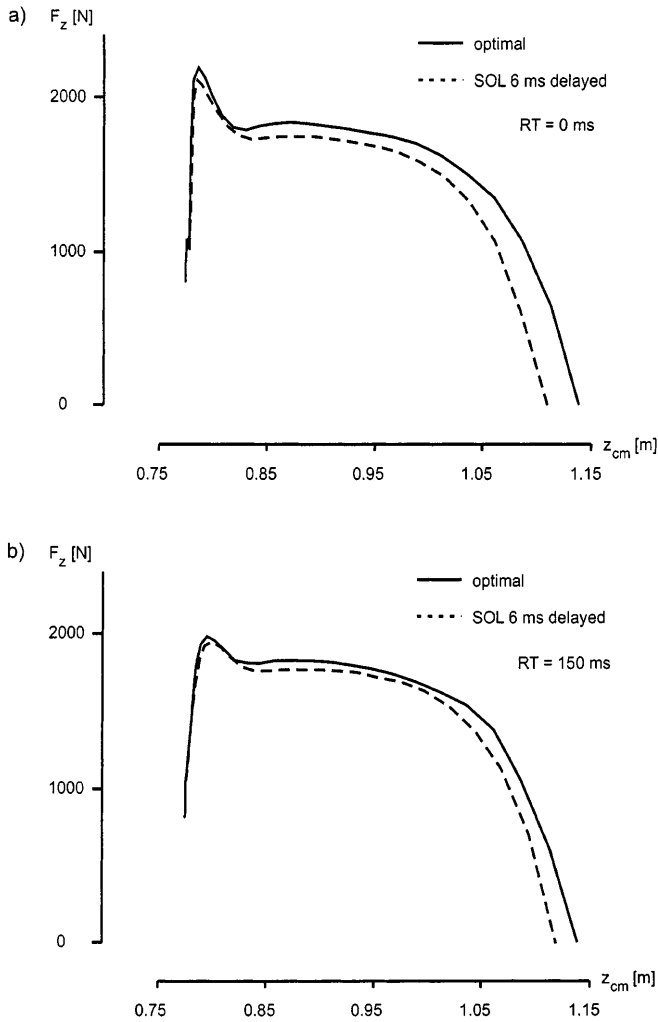 a)
F_z [N]
optimal
SOL 6 ms delayed
RT = 0 ms
2000
1000
0
z_cm [m]
0.75 0.85 0.95 1.05 1.15
b)
F_z [N]
optimal
SOL 6 ms delayed
RT = 150 ms
2000
1000
0
z_cm [m]
0.75 0.85 0.95 1.05 1.15